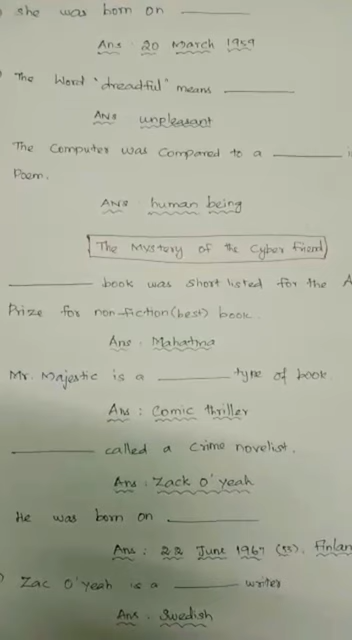 she was born on ________
Ans : 20 March 1959
The Word "dreadful" means ________
Ans unpleasant
The Computer was Compared to a ________
Poem.
Ans human being
The Mystery of the Cyber friend
________ book was short listed for the A
Prize for non-fiction (best) book.
Ans : Mahatma
Mr. Majestic is a ________ type of book.
Ans : Comic thriller
________ called a crime novelist.
Ans : Zack O'yeah
He was born on ________
Ans : 22 June 1967 (53), Finlan
Zac O'yeah is a ________ writer
Ans : Swedish